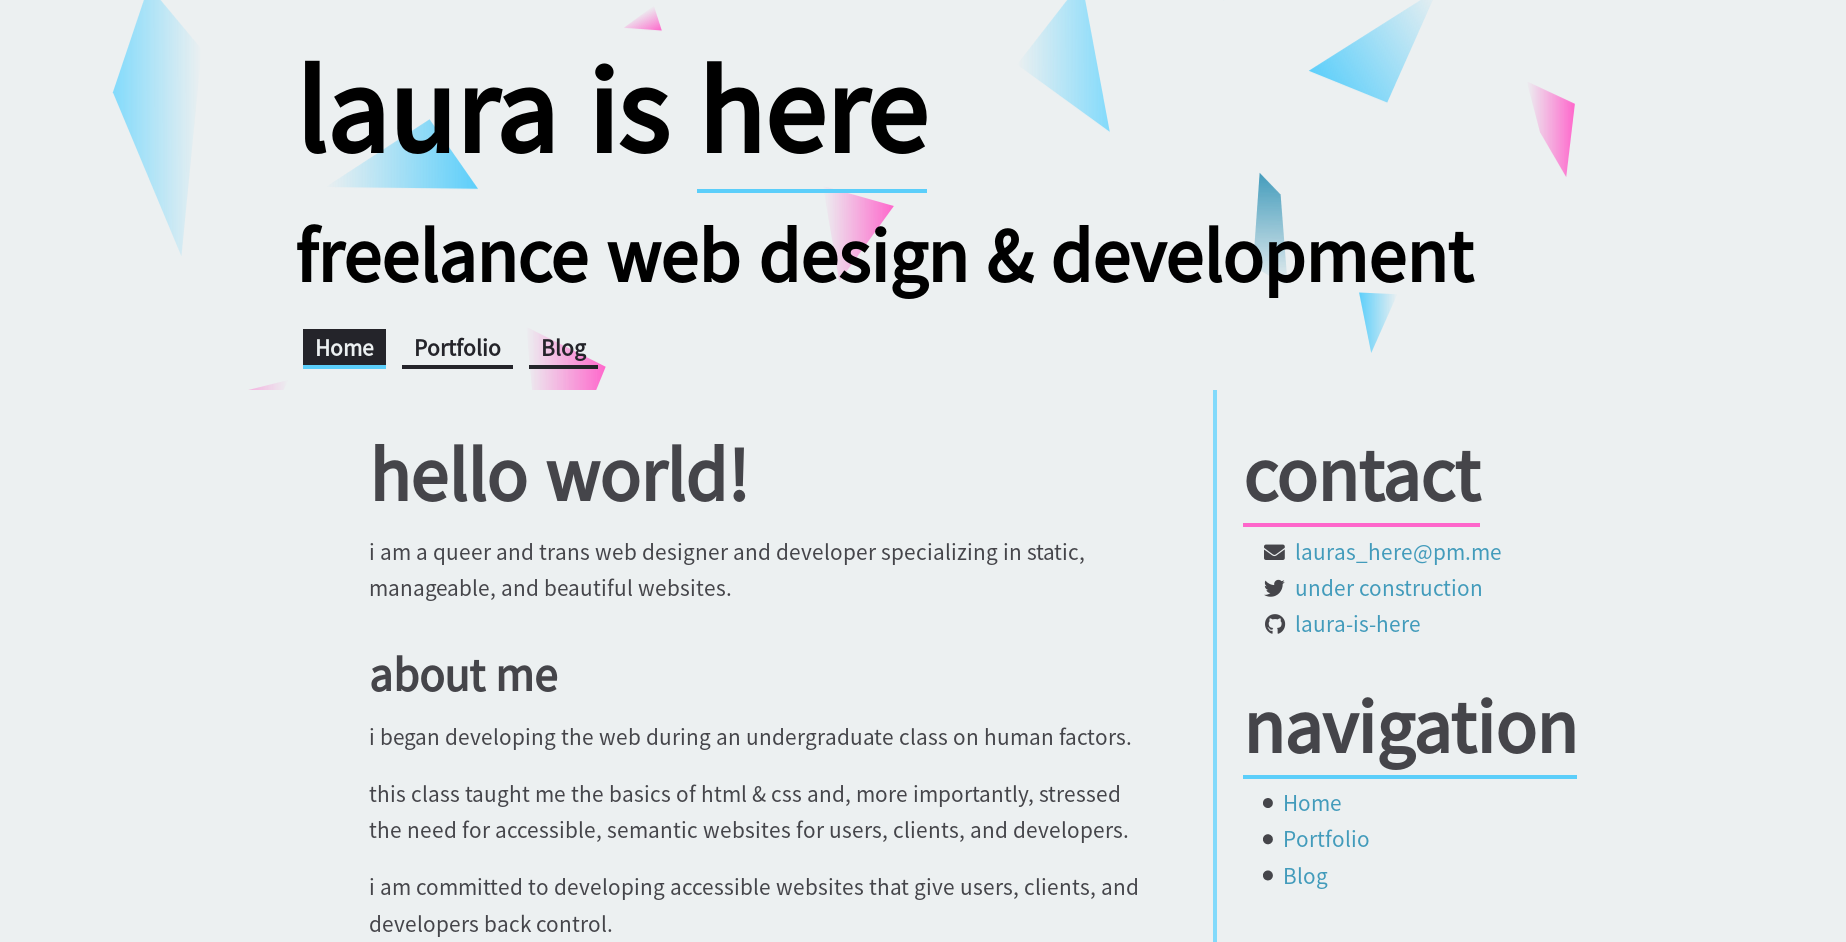 laura is here
freelance web design & development
Home Portfolio Blog
hello world!
i am a queer and trans web designer and developer specializing in static,
manageable, and beautiful websites.
about me
i began developing the web during an undergraduate class on human factors.
this class taught me the basics of html & css and, more importantly, stressed
the need for accessible, semantic websites for users, clients, and developers.
i am committed to developing accessible websites that give users, clients, and
developers back control.
contact
lauras_here@pm.me
under construction
laura-is-here
navigation
Home
Portfolio
Blog